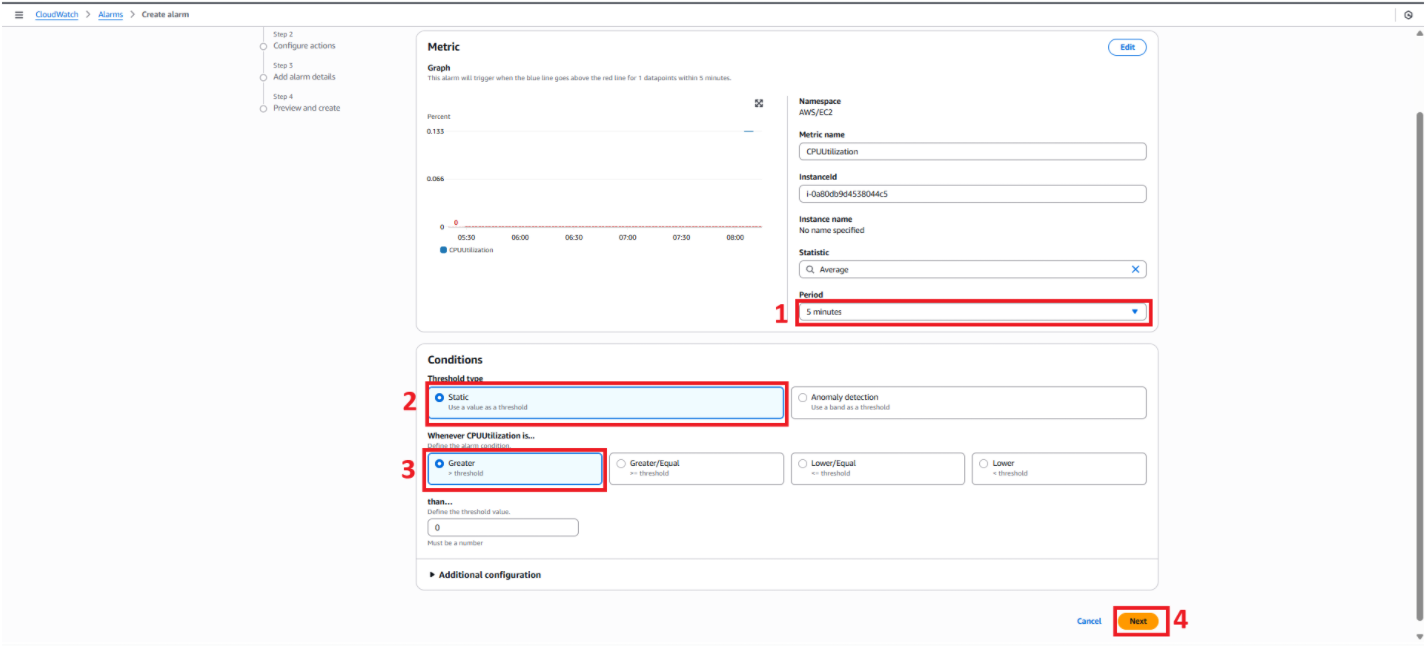 CloudWatch > Alarms > Create alarm
Step 2
Configure actions
Step 3
Add alarm details
Step 4
Preview and create
Metric
Edit
Graph
This alarm will trigger when the blue line goes above the red line for 1 datapoints within 5 minutes.
Percent
0.133
0.066
0
0
05:30 06:00 06:30 07:00 07:30 08:00
CPUUtilization
Namespace
AWS/EC2
Metric name
CPUUtilization
InstanceId
i-0a80db9d4538044c5
Instance name
No name specified
Statistic
Average
Period
1
5 minutes
Conditions
Threshold type
2
Static
Use a value as a threshold
Anomaly detection
Use a band as a threshold
Whenever CPUUtilization is...
Define the alarm condition.
3
Greater
> threshold
Greater/Equal
>= threshold
Lower/Equal
<= threshold
Lower
< threshold
than...
Define the threshold value.
0
Must be a number
Additional configuration
Cancel
Next
4